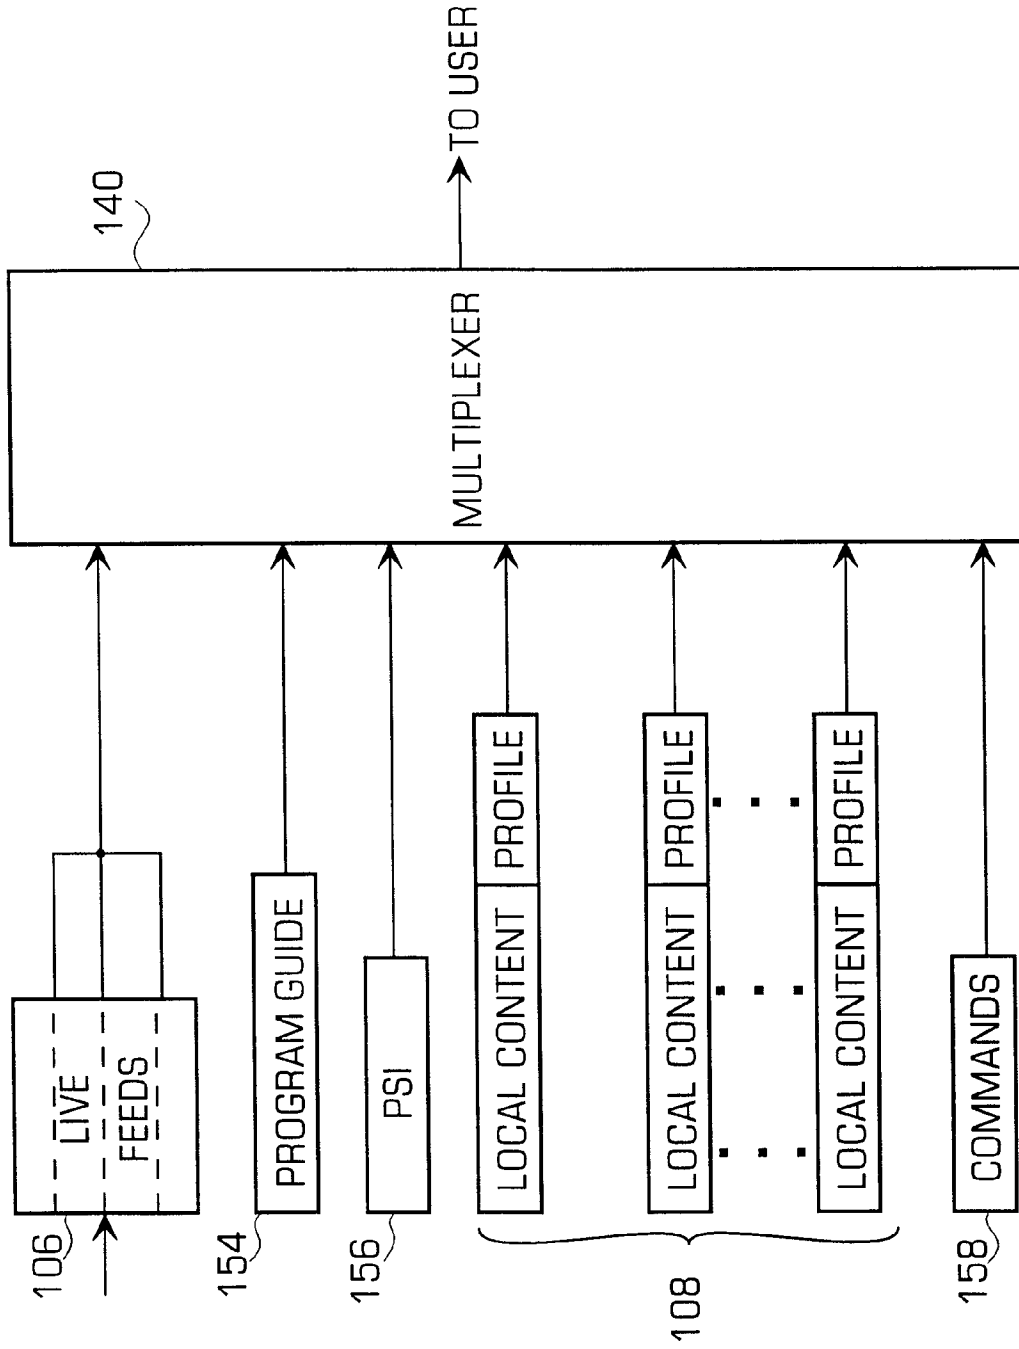 106
LIVE
FEEDS
154
PROGRAM GUIDE
156
PSI
108
LOCAL CONTENT
PROFILE
LOCAL CONTENT
PROFILE
LOCAL CONTENT
PROFILE
158
COMMANDS
MULTIPLEXER
140
TO USER